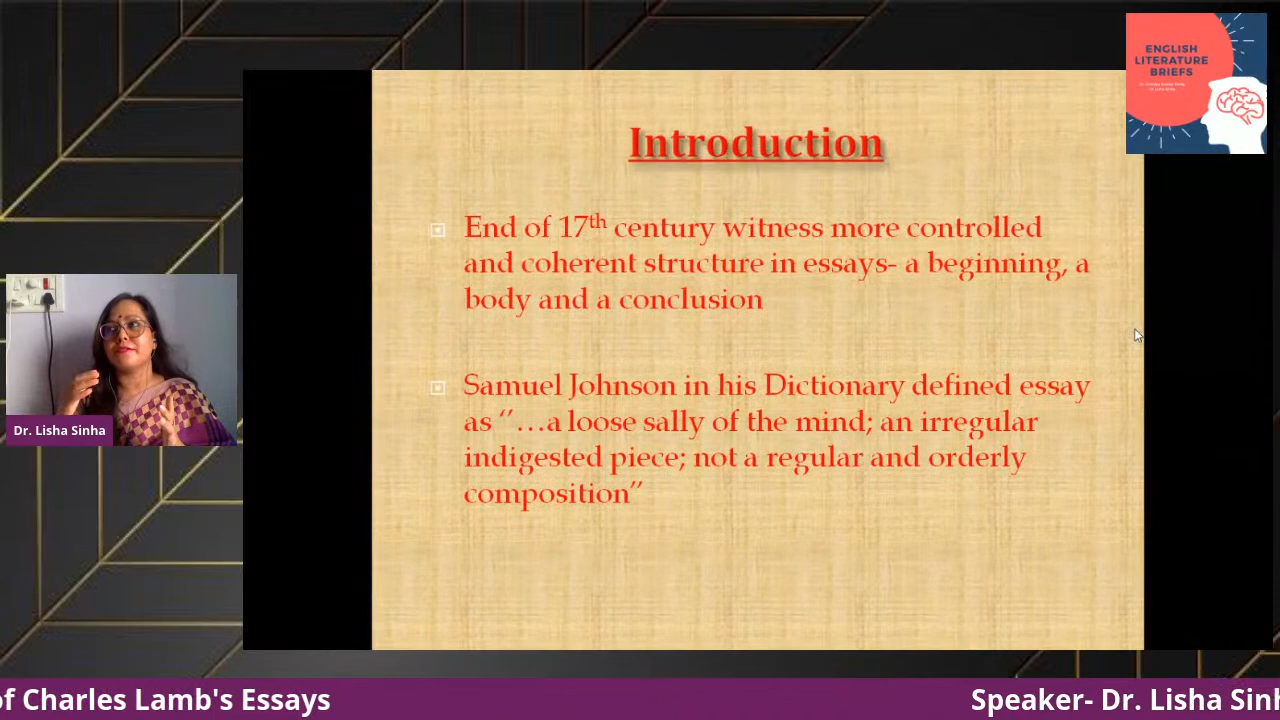 ENGLISH
LITERATURE
BRIEFS
Introduction
End of 17th century witness more controlled
and coherent structure in essays- a beginning, a
body and a conclusion
Samuel Johnson in his Dictionary defined essay
as “…a loose sally of the mind; an irregular
indigested piece; not a regular and orderly
composition”
Dr. Lisha Sinha
of Charles Lamb's Essays
Speaker- Dr. Lisha Sinh